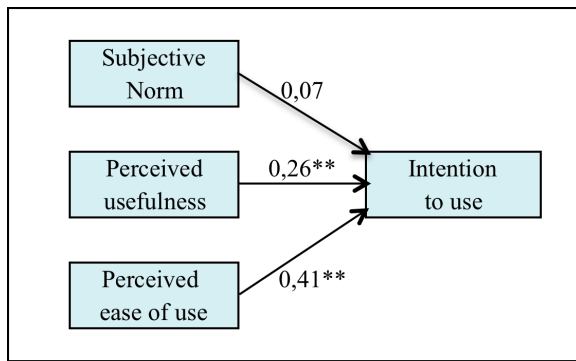 Subjective
Norm
0,07
Perceived
usefulness
0,26**
Intention
to use
Perceived
ease of use
0,41**